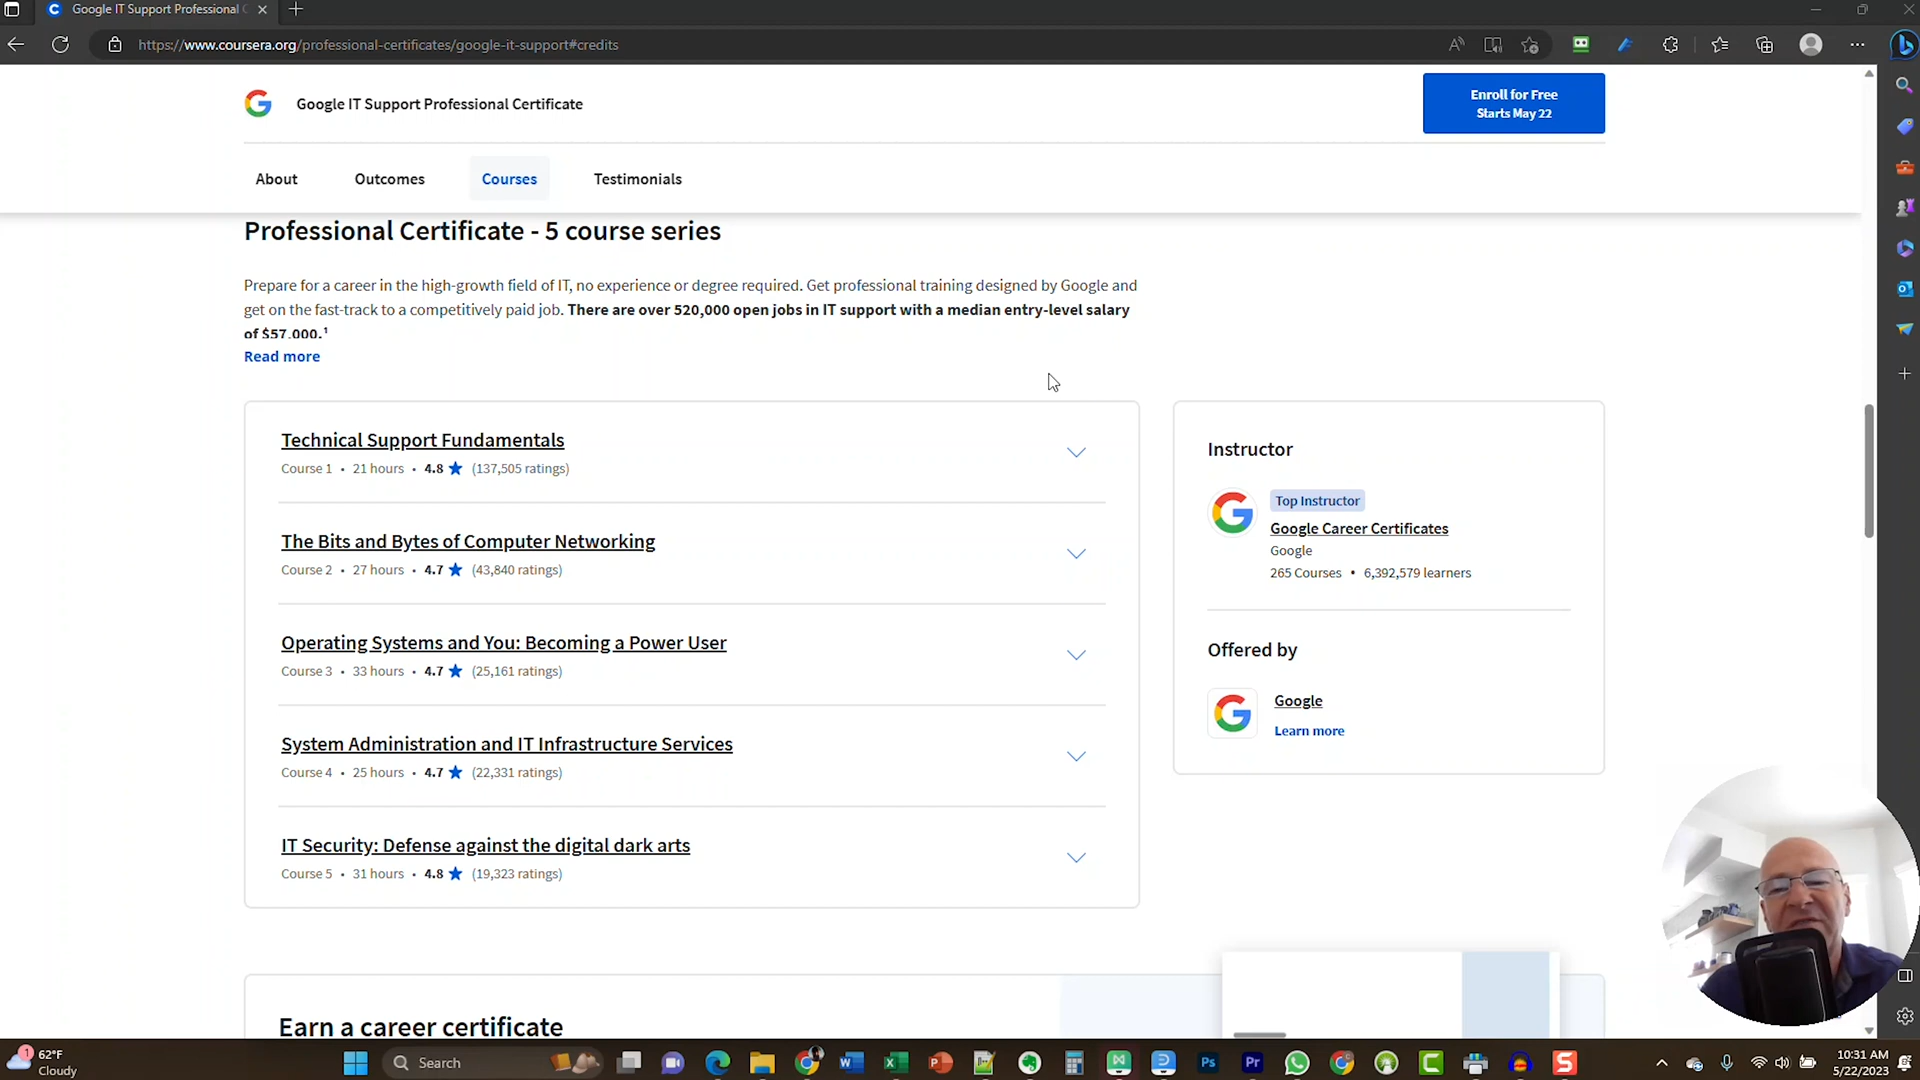 Google IT Support Professional C
https://www.coursera.org/professional-certificates/google-it-support#credits
Google IT Support Professional Certificate
Enroll for Free
Starts May 22
About
Outcomes
Courses
Testimonials
Professional Certificate - 5 course series
Prepare for a career in the high-growth field of IT, no experience or degree required. Get professional training designed by Google and
get on the fast-track to a competitively paid job. There are over 520,000 open jobs in IT support with a median entry-level salary
of $57,000.¹
Read more
Technical Support Fundamentals
Course 1 • 21 hours • 4.8 ★ (137,505 ratings)
The Bits and Bytes of Computer Networking
Course 2 • 27 hours • 4.7 ★ (43,840 ratings)
Operating Systems and You: Becoming a Power User
Course 3 • 33 hours • 4.7 ★ (25,161 ratings)
System Administration and IT Infrastructure Services
Course 4 • 25 hours • 4.7 ★ (22,331 ratings)
IT Security: Defense against the digital dark arts
Course 5 • 31 hours • 4.8 ★ (19,323 ratings)
Instructor
Top Instructor
Google Career Certificates
Google
265 Courses • 6,392,579 learners
Offered by
Google
Learn more
Earn a career certificate
1
62°F
Cloudy
Search
10:31 AM
5/22/2023